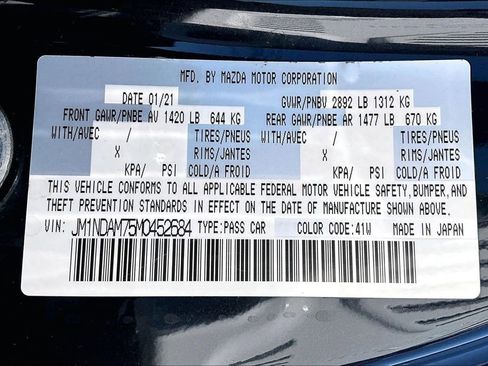 MFD. BY MAZDA MOTOR CORPORATION
DATE 01/21 GVWR/PNBV 2892 LB 1312 KG
FRONT GAWR/PNBE AV 1420 LB 644 KG REAR GAWR/PNBE AR 1477 LB 670 KG
WITH/AVEC / TIRES/PNEUS WITH/AVEC / TIRES/PNEUS
X RIMS/JANTES X RIMS/JANTES
KPA/ PSI COLD/A FROID KPA/ PSI COLD/A FROID
THIS VEHICLE CONFORMS TO ALL APPLICABLE FEDERAL MOTOR VEHICLE SAFETY, BUMPER, AND
THEFT PREVENTION STANDARDS IN EFFECT ON THE DATE OF MANUFACTURE SHOWN ABOVE.
VIN: JM1NDAM75M0452684 TYPE: PASS CAR COLOR CODE: 41W MADE IN JAPAN